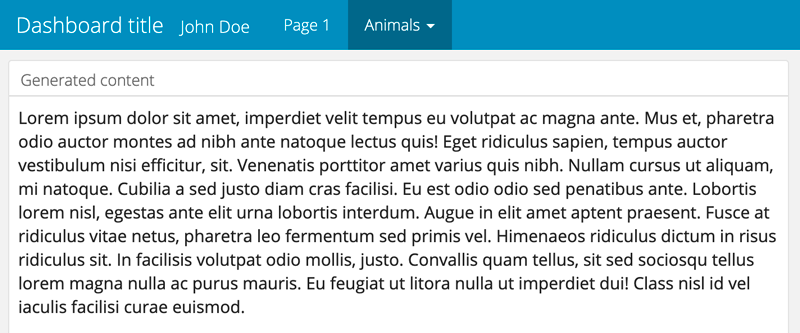 Dashboard title John Doe Page 1 Animals
Generated content
Lorem ipsum dolor sit amet, imperdiet velit tempus eu volutpat ac magna ante. Mus et, pharetra
odio auctor montes ad nibh ante natoque lectus quis! Eget ridiculus sapien, tempus auctor
vestibulum nisi efficitur, sit. Venenatis porttitor amet varius quis nibh. Nullam cursus ut aliquam,
mi natoque. Cubilia a sed justo diam cras facilisi. Eu est odio odio sed penatibus ante. Lobortis
lorem nisl, egestas ante elit urna lobortis interdum. Augue in elit amet aptent praesent. Fusce at
ridiculus vitae netus, pharetra leo fermentum sed primis vel. Himenaeos ridiculus dictum in risus
ridiculus sit. In facilisis volutpat odio mollis, justo. Convallis quam tellus, sit sed sociosqu tellus
lorem magna nulla ac purus mauris. Eu feugiat ut litora nulla ut imperdiet dui! Class nisl id vel
iaculis facilisi curae euismod.